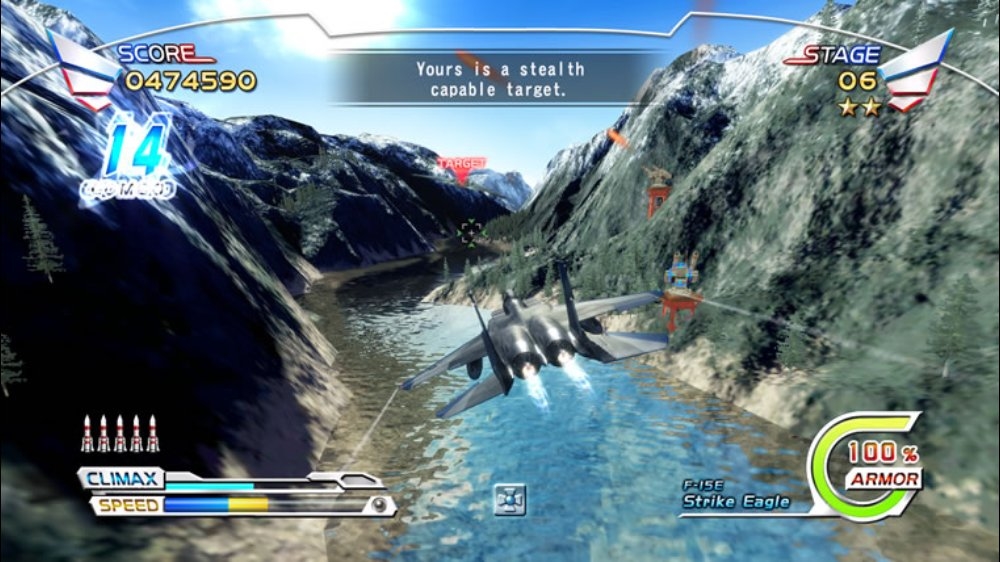 SCORE
0474590
Yours is a stealth
capable target.
STAGE
06
14
TARGET
CLIMAX
SPEED
F-15E
Strike Eagle
100%
ARMOR